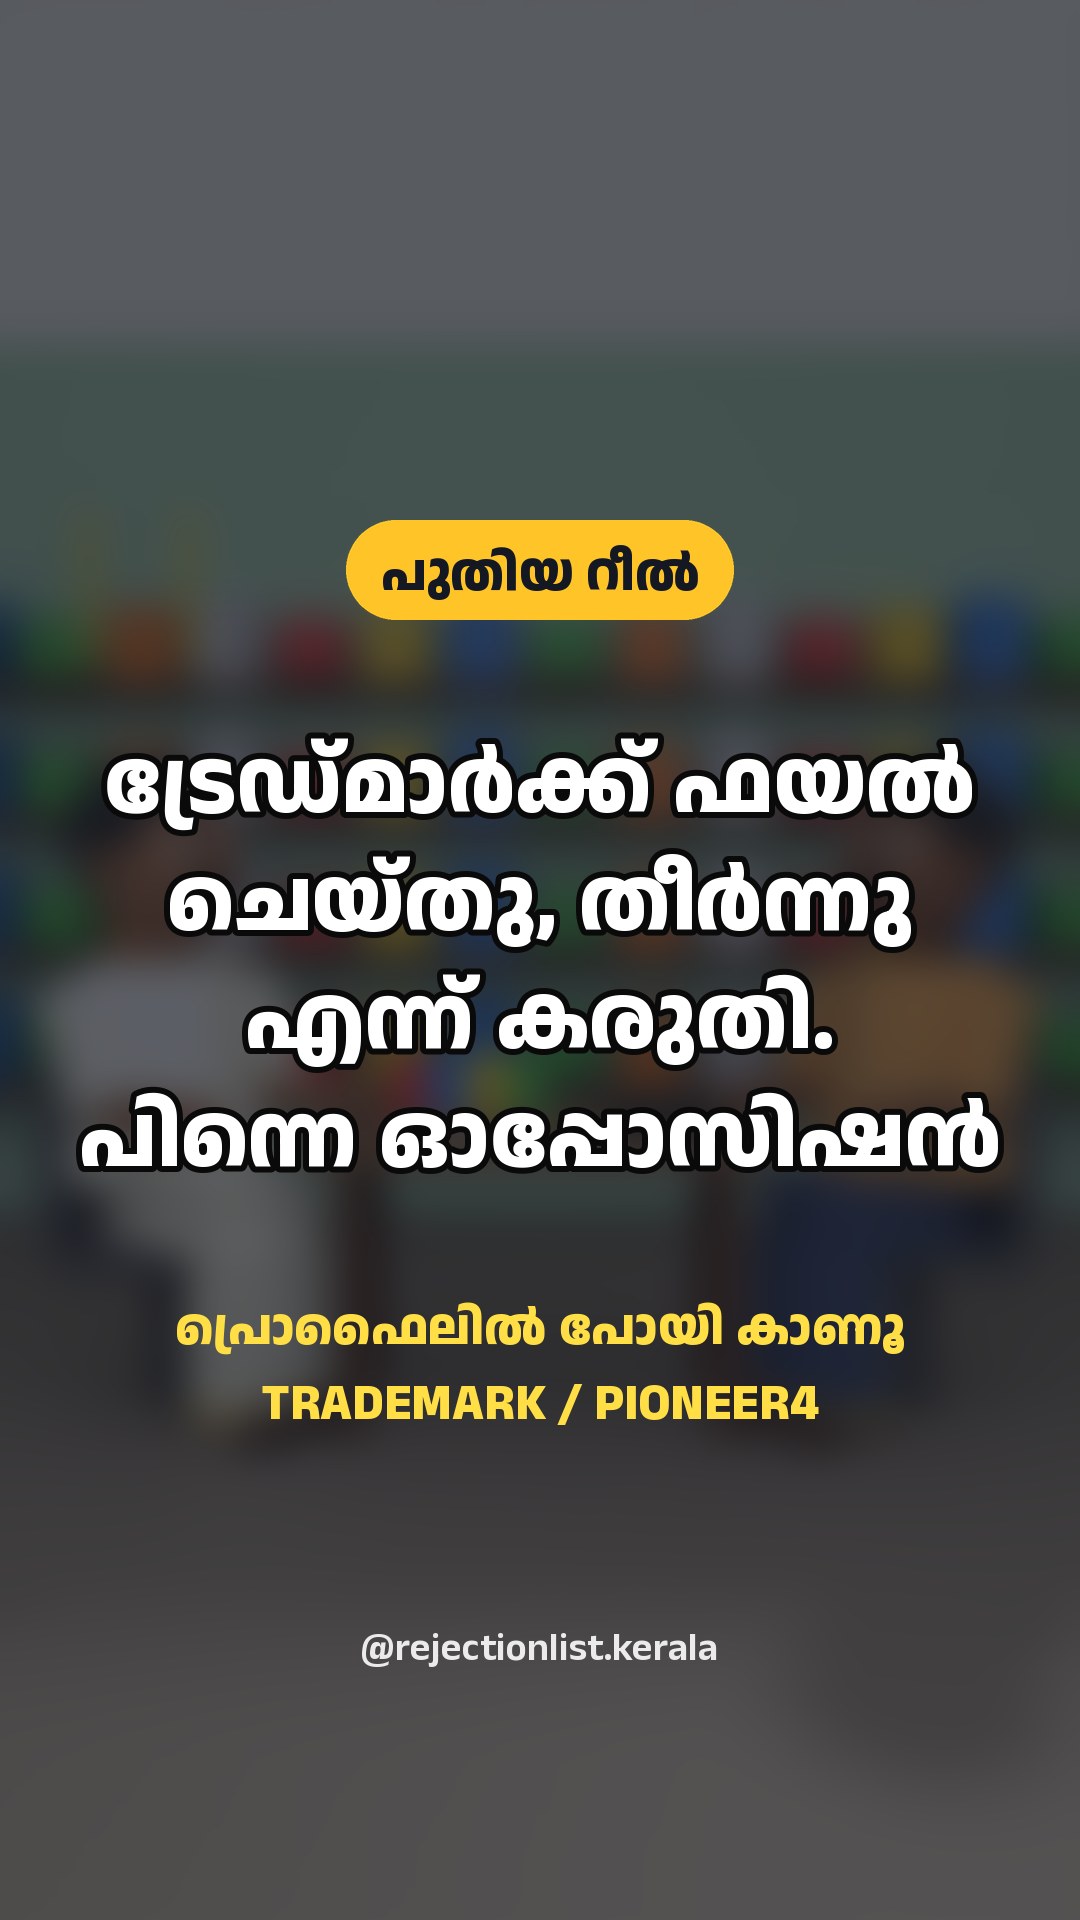 പുതിയ റീൽ
ട്രേഡ്മാർക്ക് ഫയൽ
ചെയ്തു, തീർന്നു
എന്ന് കരുതി.
പിന്നെ ഓപ്പോസിഷൻ
പ്രൊഫൈലിൽ പോയി കാണൂ
TRADEMARK / PIONEER4
@rejectionlist.kerala